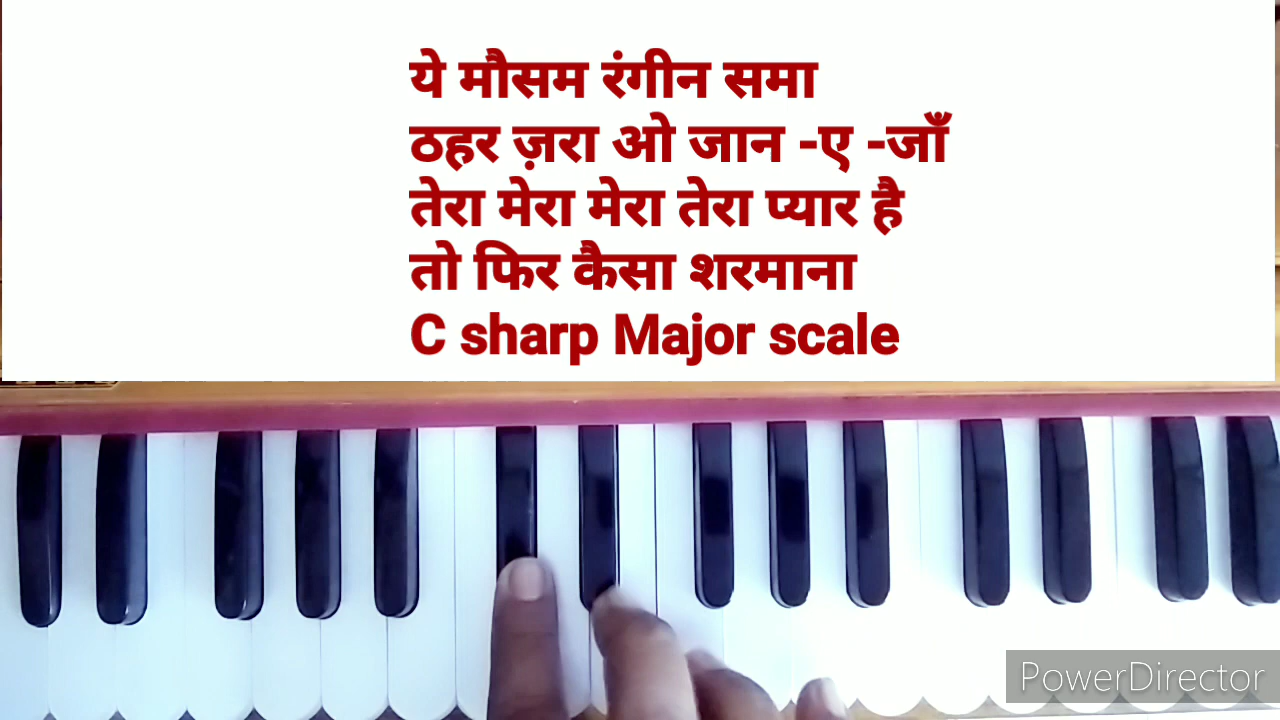 ये मौसम रंगीन समा
ठहर ज़रा ओ जान -ए -जाँ
तेरा मेरा मेरा तेरा प्यार है
तो फिर कैसा शरमाना
C sharp Major scale
PowerDirector